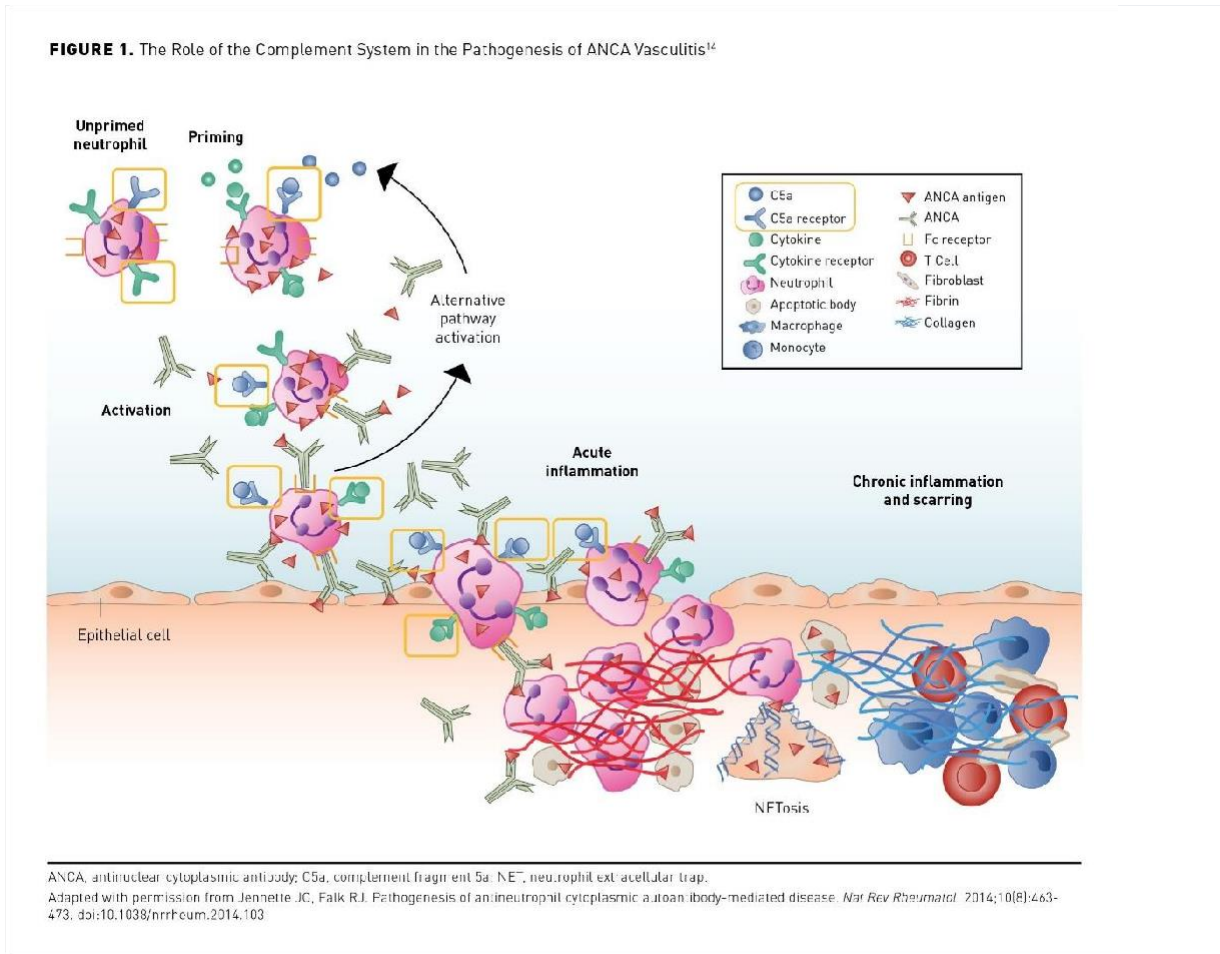 FIGURE 1. The Role of the Complement System in the Pathogenesis of ANCA Vasculitis¹⁴
Unprimed
neutrophil
Priming
C5a
C5a receptor
Cytokine
Cytokine receptor
Neutrophil
Apoptotic body
Macrophage
Monocyte
ANCA antigen
ANCA
Fc receptor
T Cell
Fibroblast
Fibrin
Collagen
Alternative
pathway
activation
Activation
Acute
inflammation
Chronic inflammation
and scarring
Epithelial cell
NETosis
ANCA, antinuclear cytoplasmic antibody; C5a, complement fragment 5a; NET, neutrophil extracellular trap.
Adapted with permission from Jennette JC, Falk RJ. Pathogenesis of antineutrophil cytoplasmic autoantibody-mediated disease. Nat Rev Rheumatol. 2014;10(8):463-
473. doi:10.1038/nrrheum.2014.103